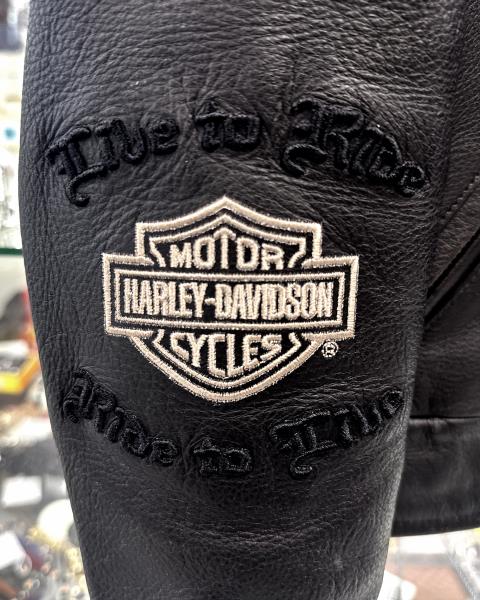 Live to Ride
MOTOR
HARLEY-DAVIDSON
CYCLES
®
Ride to Live